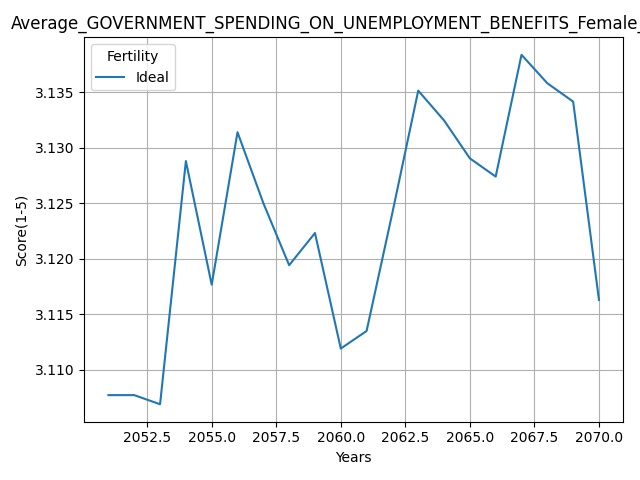 Average_GOVERNMENT_SPENDING_ON_UNEMPLOYMENT_BENEFITS_Female_
Fertility
Ideal
3.135
3.130
3.125
3.120
3.115
3.110
Score(1-5)
2052.5 2055.0 2057.5 2060.0 2062.5 2065.0 2067.5 2070.0
Years